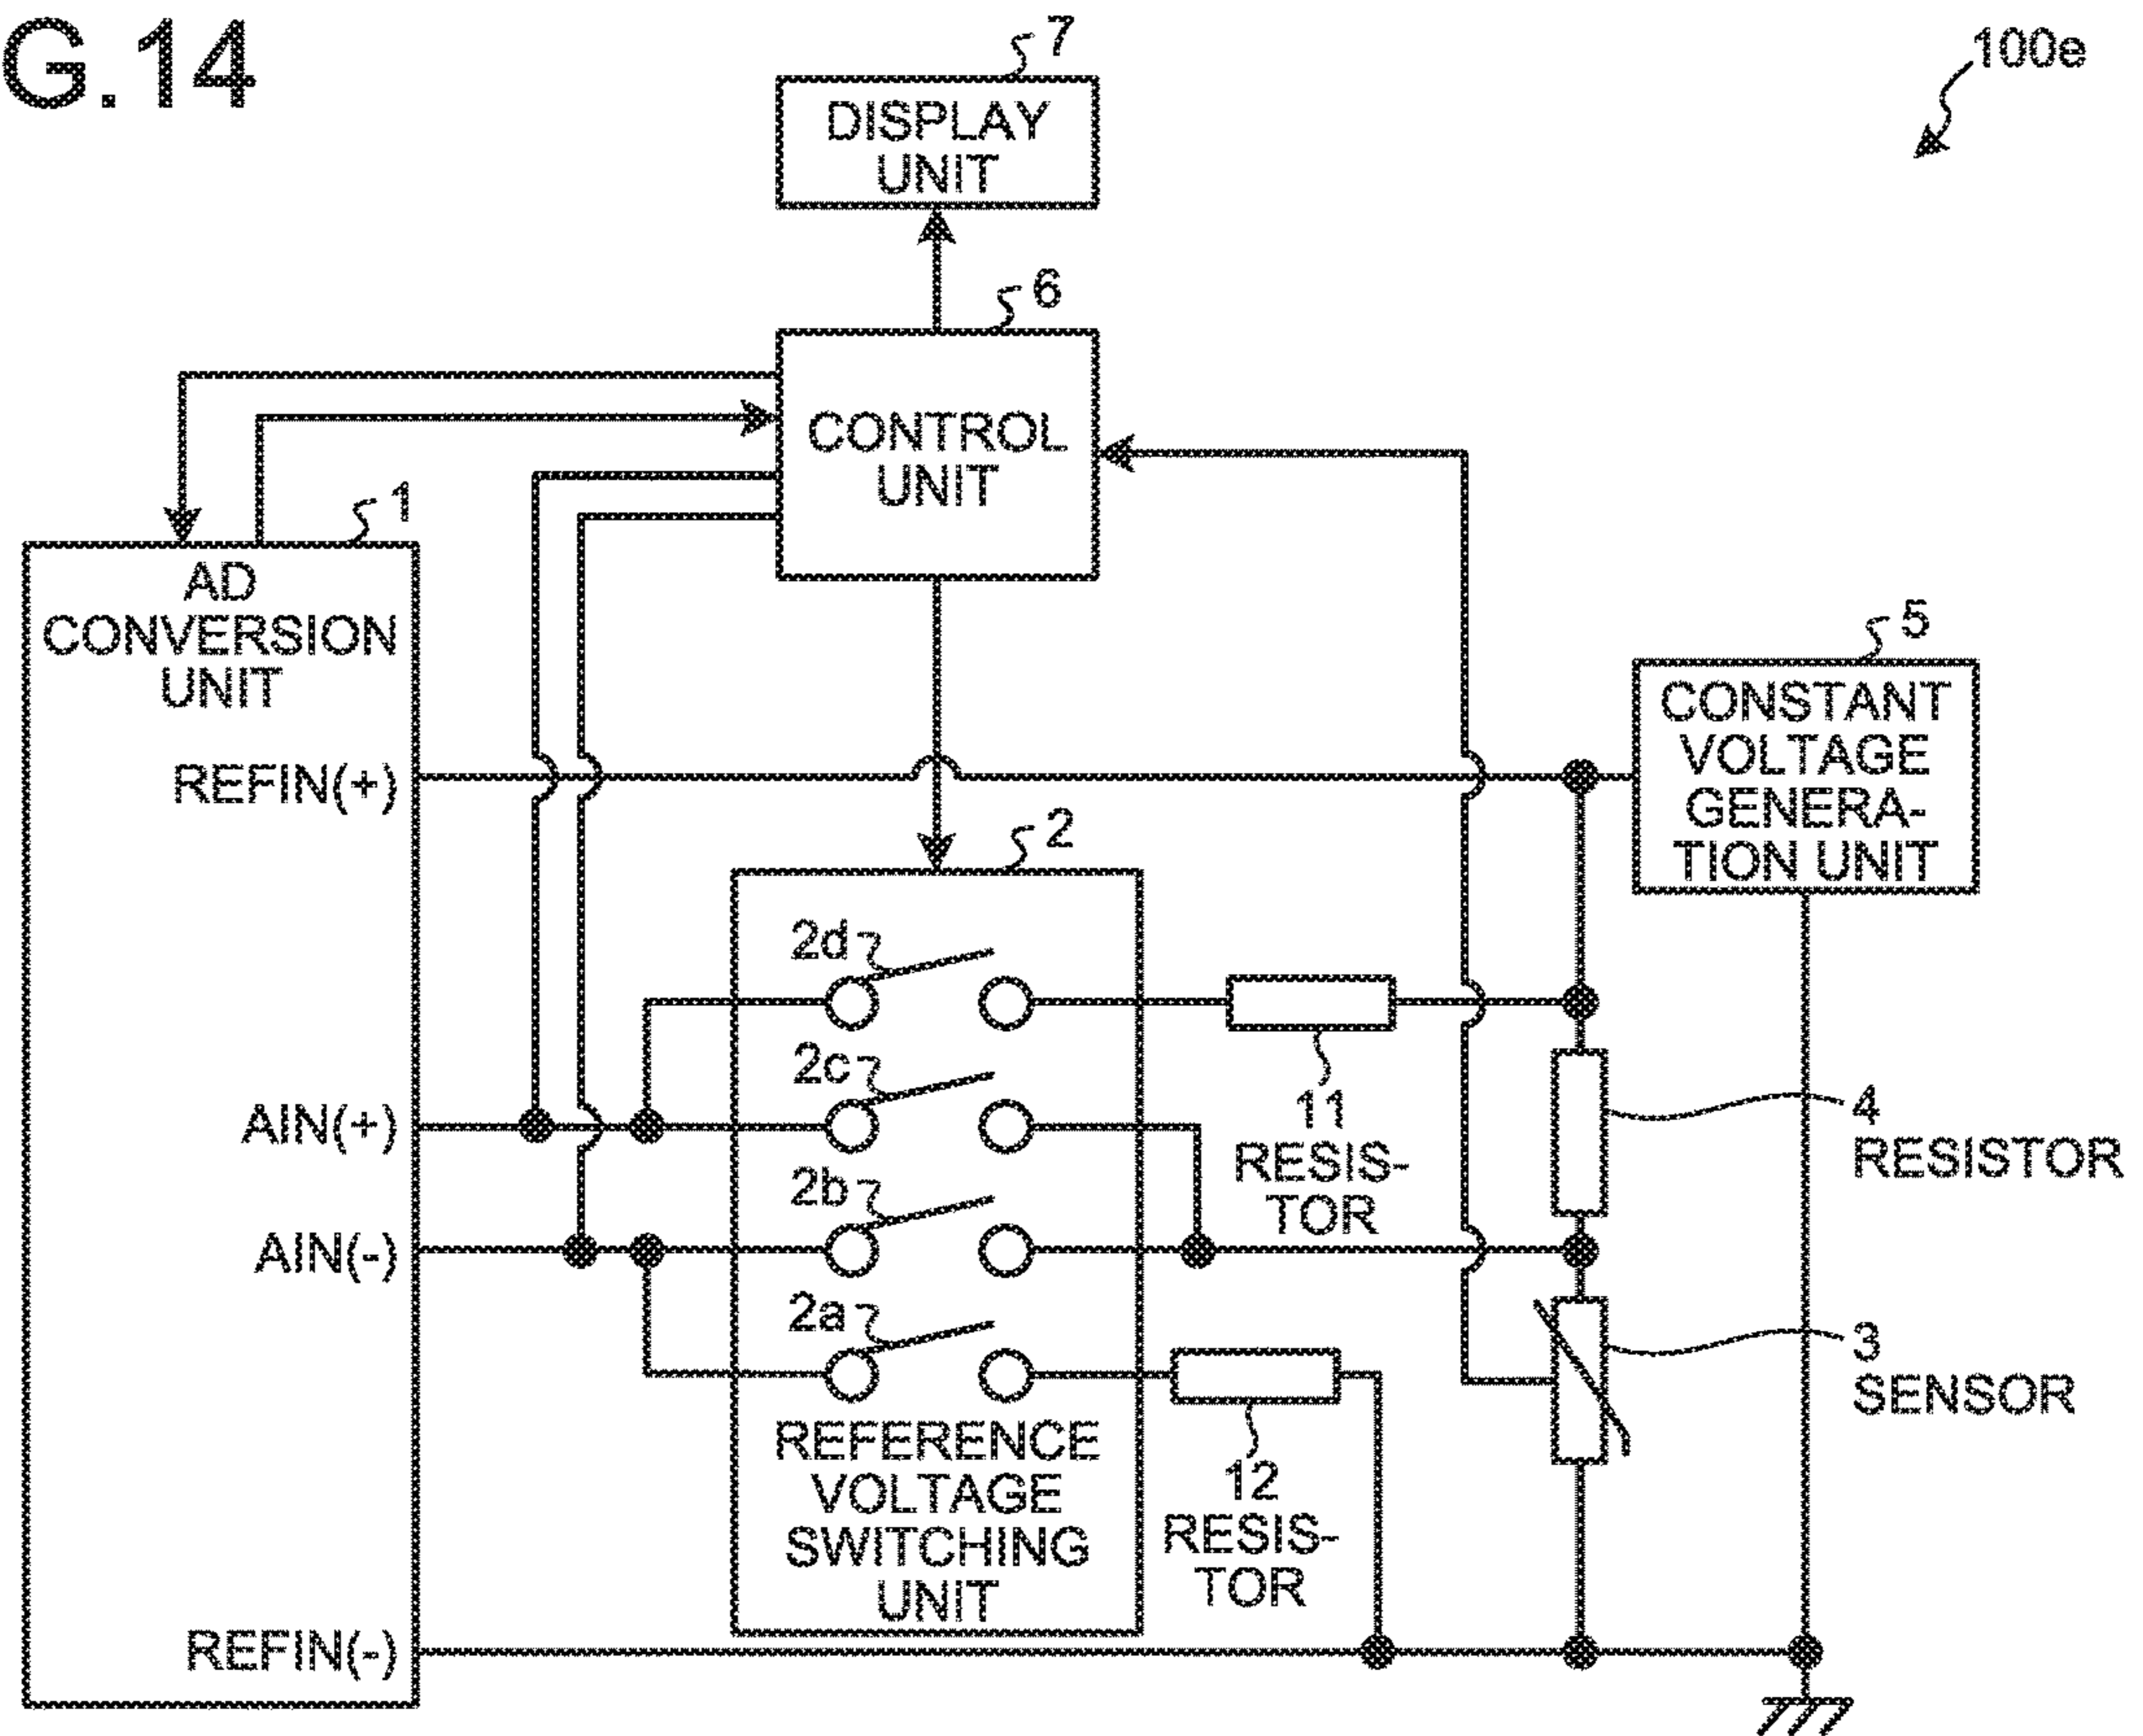 G.14
100e
7
DISPLAY
UNIT
6
CONTROL
UNIT
1
AD
CONVERSION
UNIT
REFIN(+)
AIN(+)
AIN(-)
REFIN(-)
5
CONSTANT
VOLTAGE
GENERA-
TION UNIT
2
2d
2c
2b
2a
REFERENCE
VOLTAGE
SWITCHING
UNIT
11
RESIS-
TOR
12
RESIS-
TOR
4
RESISTOR
3
SENSOR